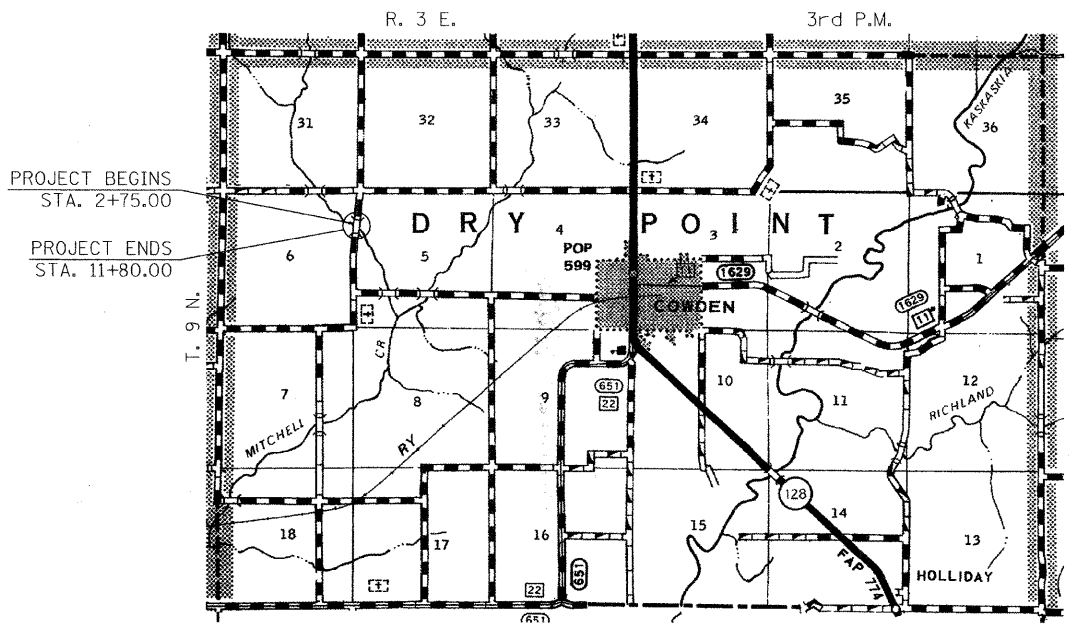 R. 3 E.
3rd P.M.
31
32
33
34
35
36
KASKASKIA
PROJECT BEGINS
STA. 2+75.00
PROJECT ENDS
STA. 11+80.00
DRY POINT
6
5
4
3
2
1
POP
599
1629
COWDEN
1629
T. 9 N.
CR
MITCHELL
RY
7
8
9
10
11
12
RICHLAND
651
22
128
18
17
16
15
14
13
FAP 774
HOLLIDAY
651
22
651